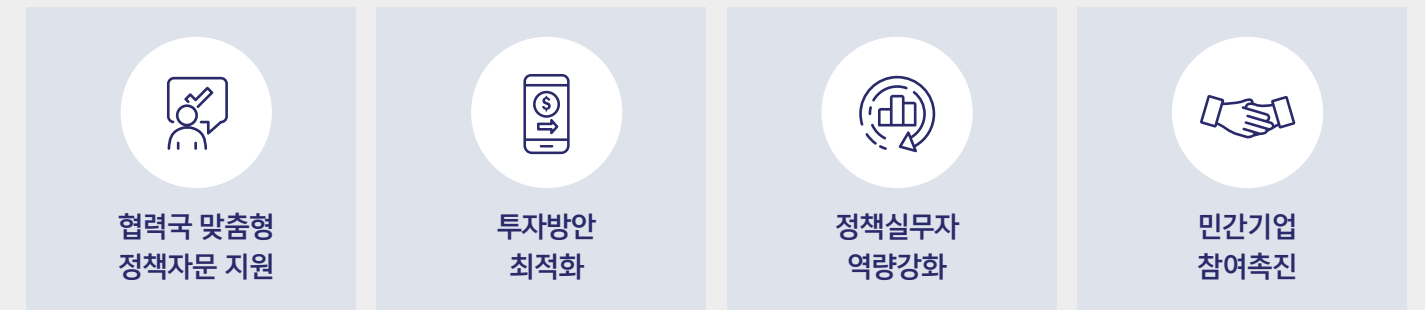 협력국 맞춤형
정책자문 지원
투자방안
최적화
정책실무자
역량강화
민간기업
참여촉진
$